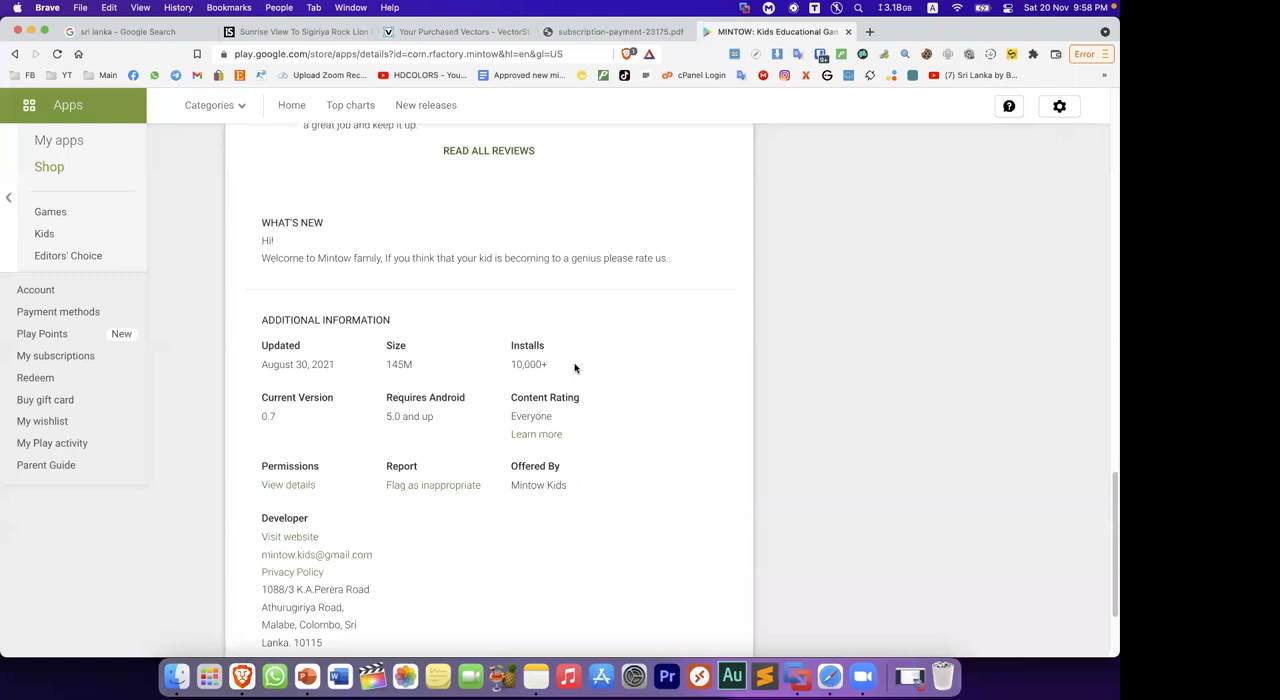 Brave File Edit View History Bookmarks People Tab Window Help 3.18GB A Sat 20 Nov 9:58 PM
sri lanka - Google Search
Sunrise View To Sigiriya Rock Lion
Your Purchased Vectors - VectorSt
subscription-payment-23175.pdf
MINTOW: Kids Educational Gam
play.google.com/store/apps/details?id=com.rfactory.mintow&hl=en&gl=US
Error
FB YT Main Upload Zoom Rec... HDCOLORS - You... Approved new mi... cPanel Login (7) Sri Lanka by B... »
Apps Categories Home Top charts New releases
My apps
Shop
Games
Kids
Editors' Choice
Account
Payment methods
Play Points New
My subscriptions
Redeem
Buy gift card
My wishlist
My Play activity
Parent Guide
a great job and keep it up.
READ ALL REVIEWS
WHAT'S NEW
Hi!
Welcome to Mintow family, If you think that your kid is becoming to a genius please rate us.
ADDITIONAL INFORMATION
Updated Size Installs
August 30, 2021 145M 10,000+
Current Version Requires Android Content Rating
0.7 5.0 and up Everyone
Learn more
Permissions Report Offered By
View details Flag as inappropriate Mintow Kids
Developer
Visit website
mintow.kids@gmail.com
Privacy Policy
1088/3 K.A.Perera Road
Athurugiriya Road,
Malabe, Colombo, Sri
Lanka. 10115
Pr Au